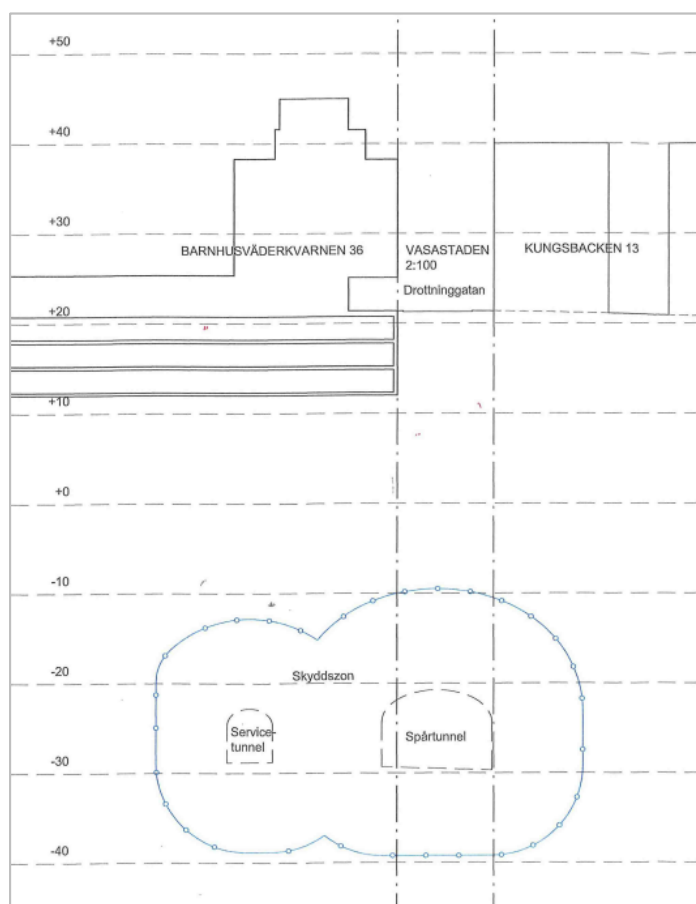 +50
+40
+30
BARNHUSVÄDERKVARNEN 36
VASASTADEN
2:100
KUNGSBACKEN 13
Drottninggatan
+20
+10
+0
-10
-20
Skyddszon
Service-
tunnel
Spårtunnel
-30
-40